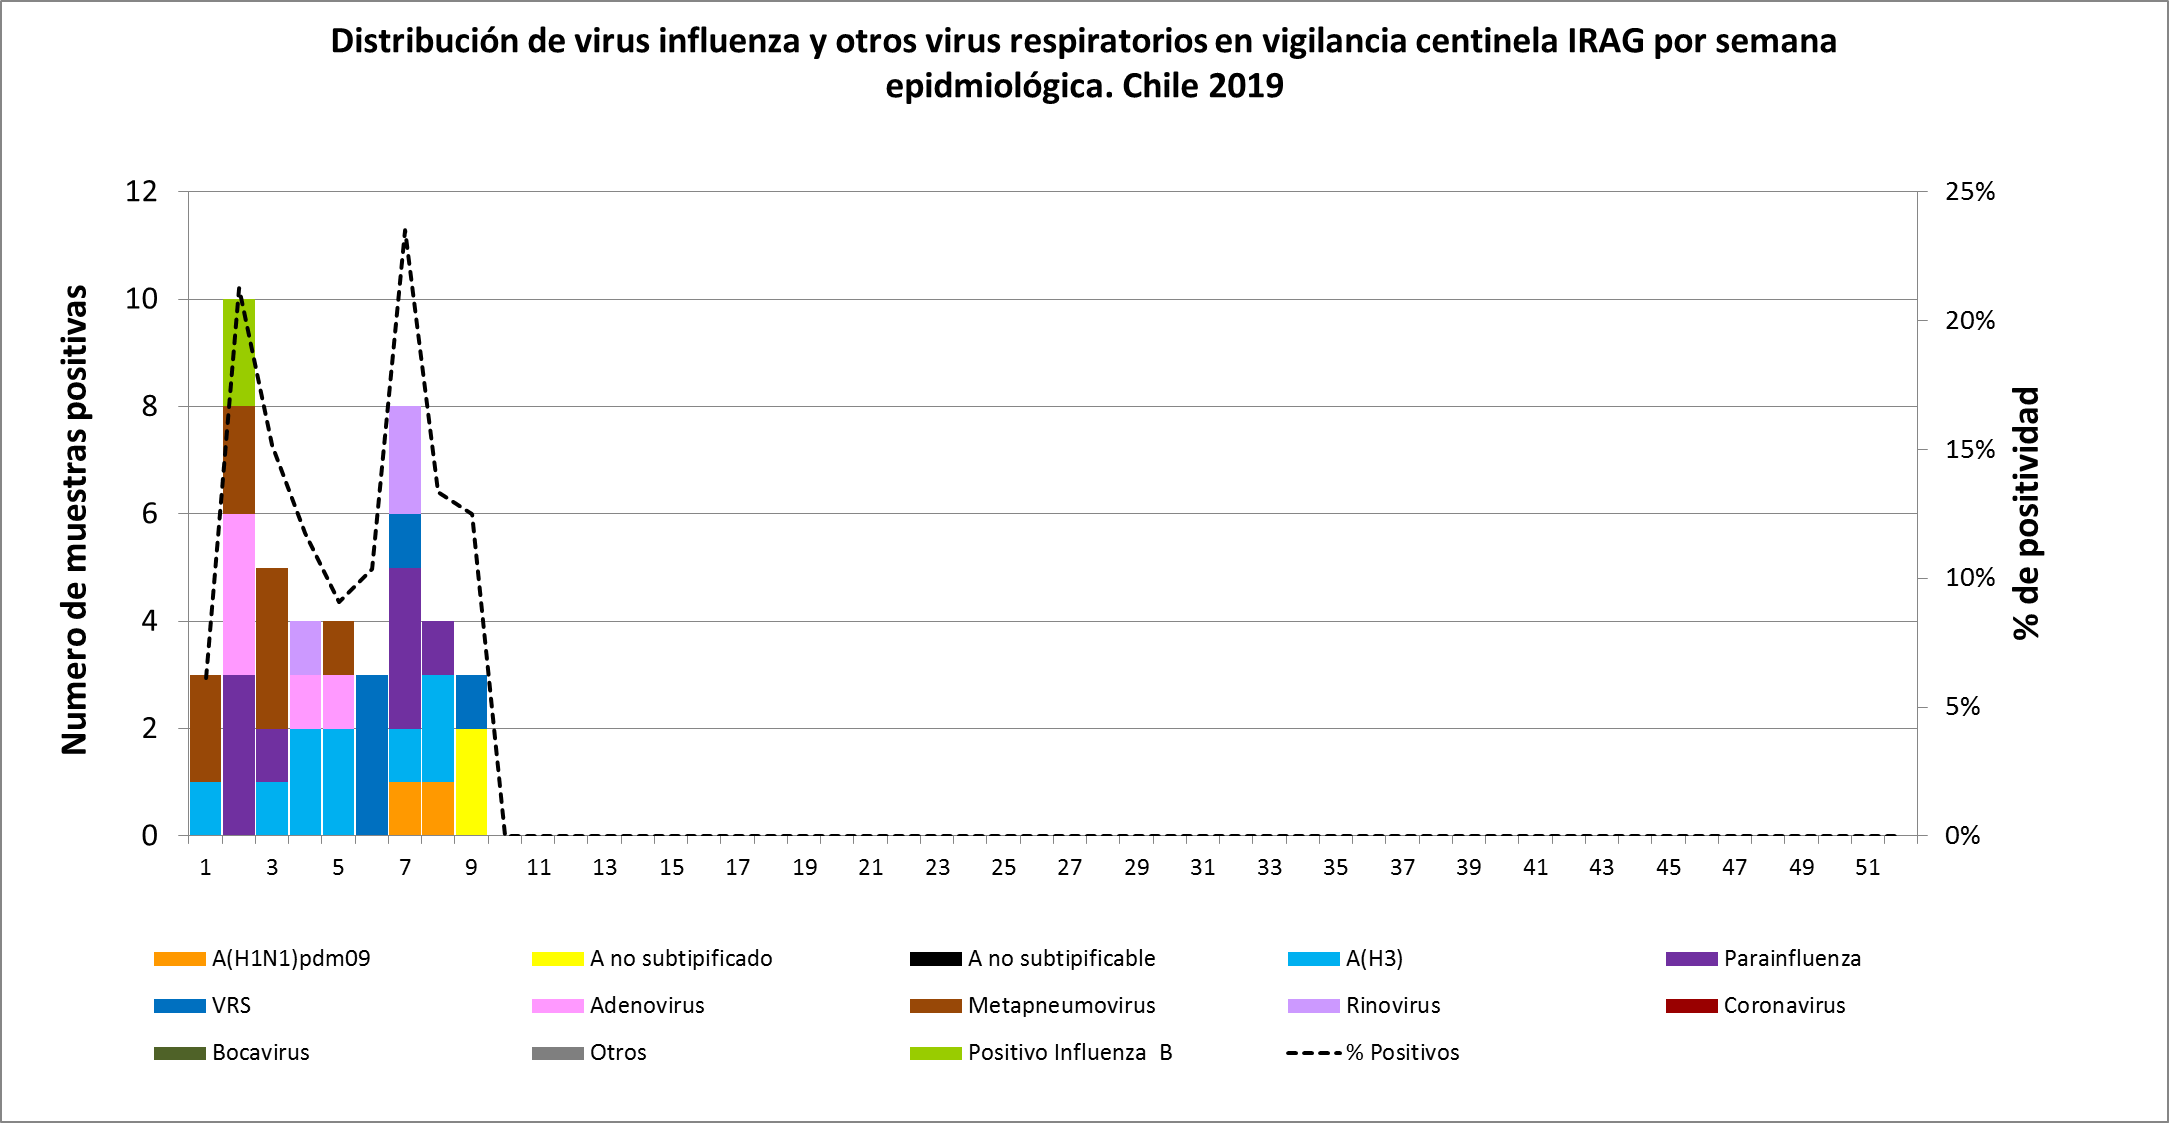 Distribución de virus influenza y otros virus respiratorios en vigilancia centinela IRAG por semana
epidmiológica. Chile 2019
Numero de muestras positivas
12
10
8
6
4
2
0
25%
20%
15%
10%
5%
0%
% de positividad
1 3 5 7 9 11 13 15 17 19 21 23 25 27 29 31 33 35 37 39 41 43 45 47 49 51
A(H1N1)pdm09 A no subtipificado A no subtipificable A(H3) Parainfluenza
VRS Adenovirus Metapneumovirus Rinovirus Coronavirus
Bocavirus Otros Positivo Influenza B % Positivos